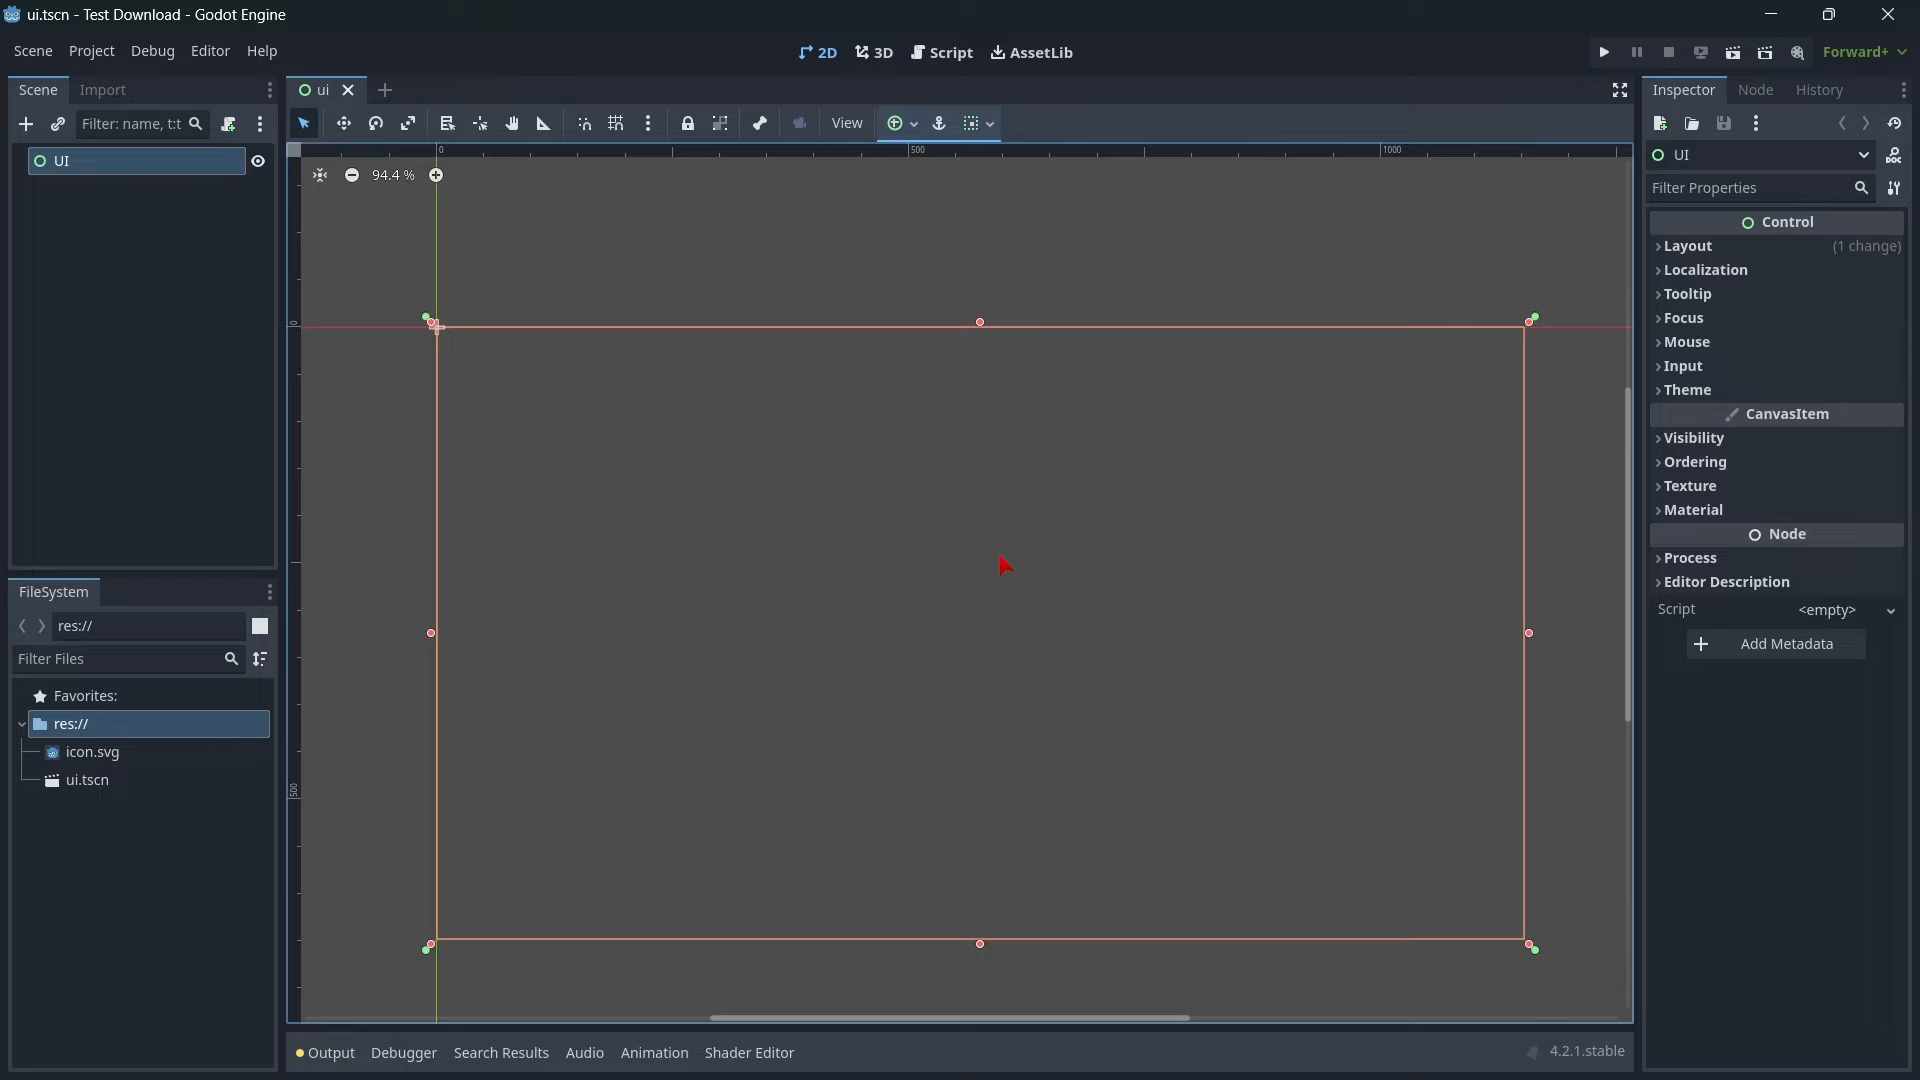 ui.tscn - Test Download - Godot Engine
Scene Project Debug Editor Help
2D 3D Script AssetLib
Forward+
Scene Import
Filter: name, t:t
UI
FileSystem
res://
Filter Files
Favorites:
res://
icon.svg
ui.tscn
ui
View
0 500 1000
94.4 %
0
500
Output Debugger Search Results Audio Animation Shader Editor
4.2.1.stable
Inspector Node History
UI
DOC
Filter Properties
Control
Layout (1 change)
Localization
Tooltip
Focus
Mouse
Input
Theme
CanvasItem
Visibility
Ordering
Texture
Material
Node
Process
Editor Description
Script <empty>
Add Metadata